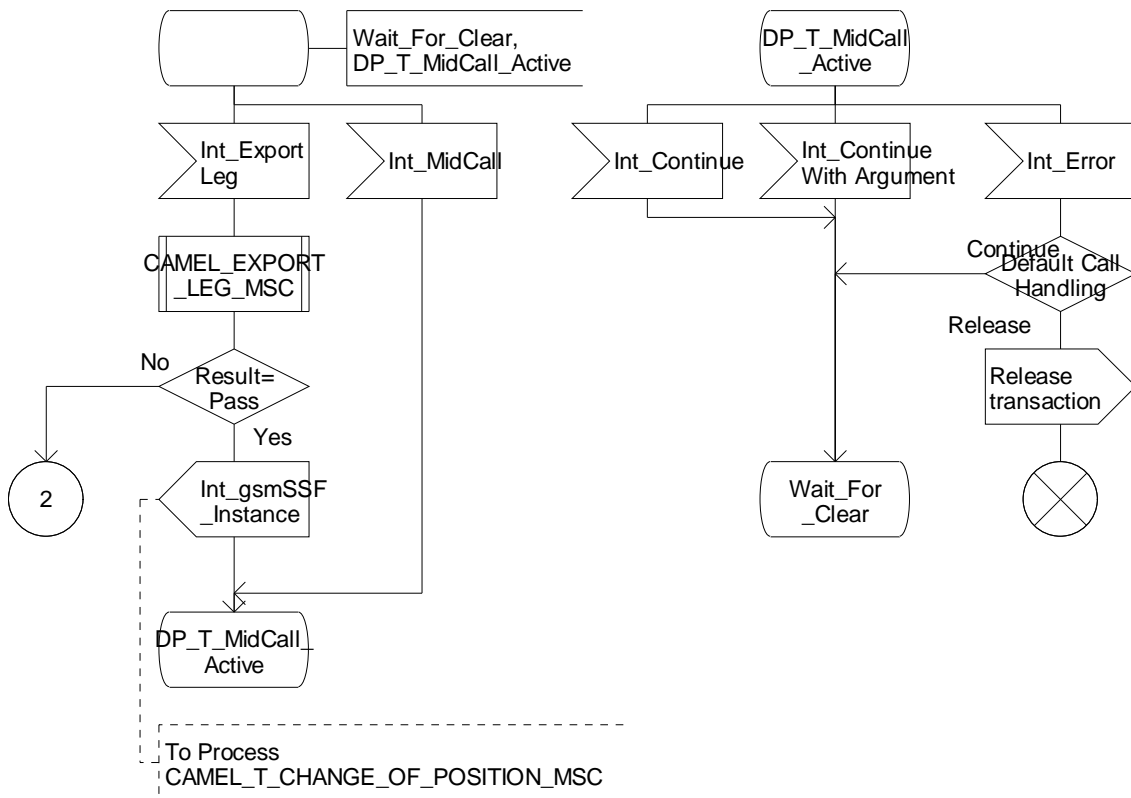 Wait_For_Clear,
DP_T_MidCall_Active
Int_Export
Leg
Int_MidCall
CAMEL_EXPORT
_LEG_MSC
No
Result=
Pass
Yes
2
Int_gsmSSF
_Instance
DP_T_MidCall_
Active
To Process
CAMEL_T_CHANGE_OF_POSITION_MSC
DP_T_MidCall
_Active
Int_Continue
Int_Continue
With Argument
Int_Error
Continue
Default Call
Handling
Release
Release
transaction
Wait_For
_Clear